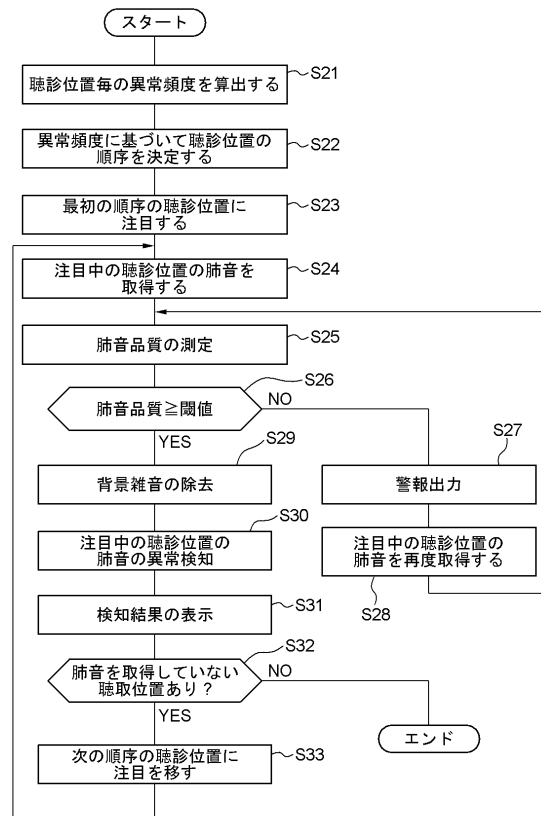 スタート
聴診位置毎の異常頻度を算出する
S21
異常頻度に基づいて聴診位置の
順序を決定する
S22
最初の順序の聴診位置に
注目する
S23
注目中の聴診位置の肺音を
取得する
S24
肺音品質の測定
S25
肺音品質≧閾値
S26
NO
YES
警報出力
S27
注目中の聴診位置の
肺音を再度取得する
S28
背景雑音の除去
S29
注目中の聴診位置の
肺音の異常検知
S30
検知結果の表示
S31
肺音を取得していない
聴取位置あり？
S32
NO
YES
エンド
次の順序の聴診位置に
注目を移す
S33